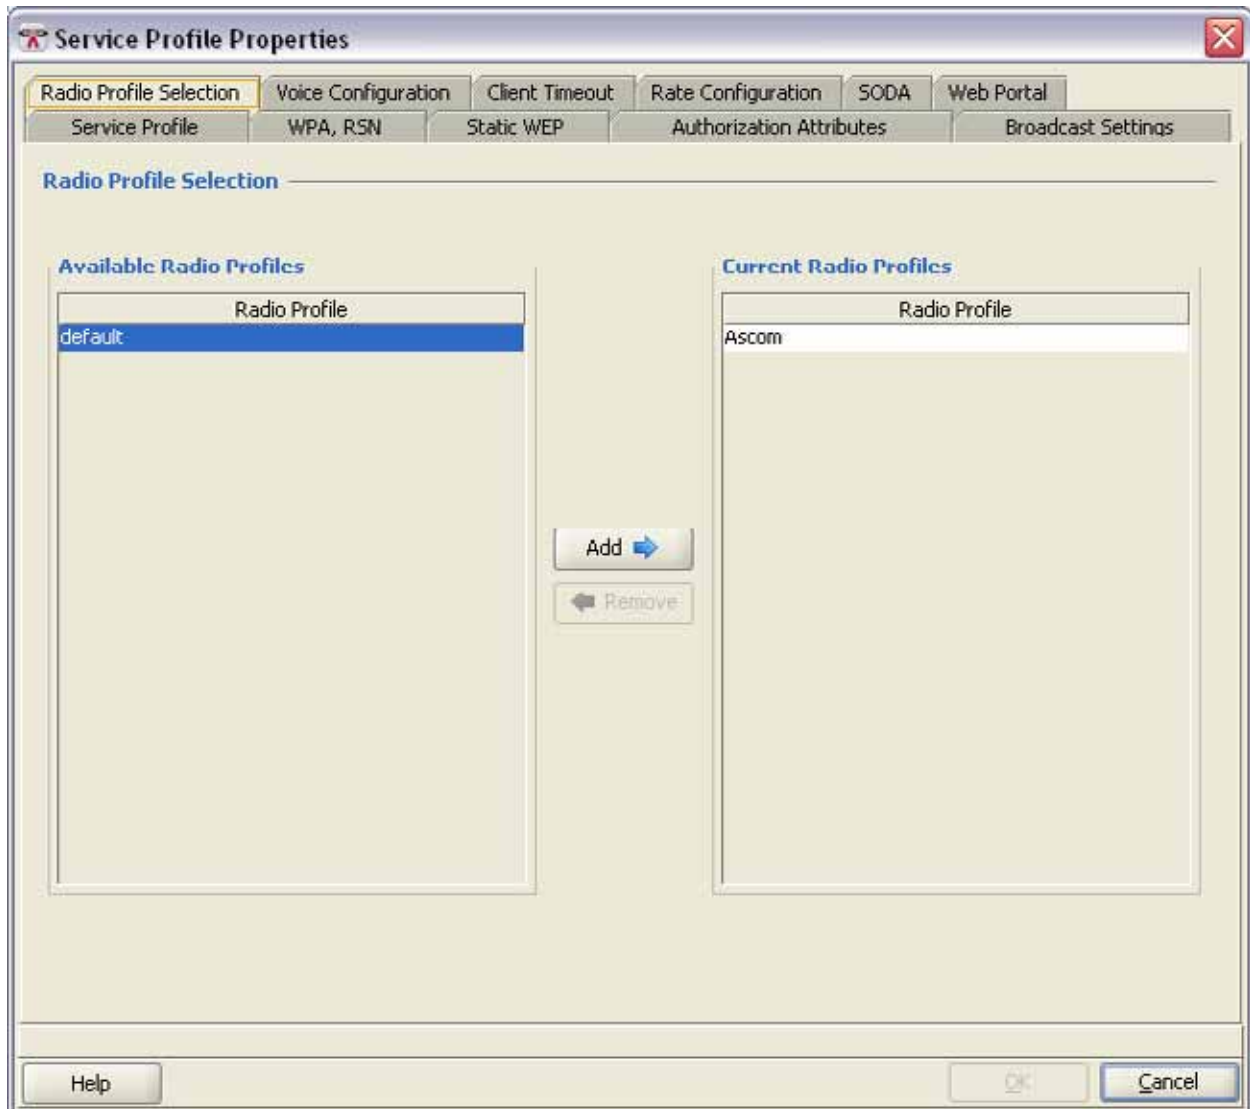 Service Profile Properties
Radio Profile Selection Voice Configuration Client Timeout Rate Configuration SODA Web Portal
Service Profile WPA, RSN Static WEP Authorization Attributes Broadcast Settings
Radio Profile Selection
Available Radio Profiles
Radio Profile
default
Add
Remove
Current Radio Profiles
Radio Profile
Ascom
Help OK Cancel